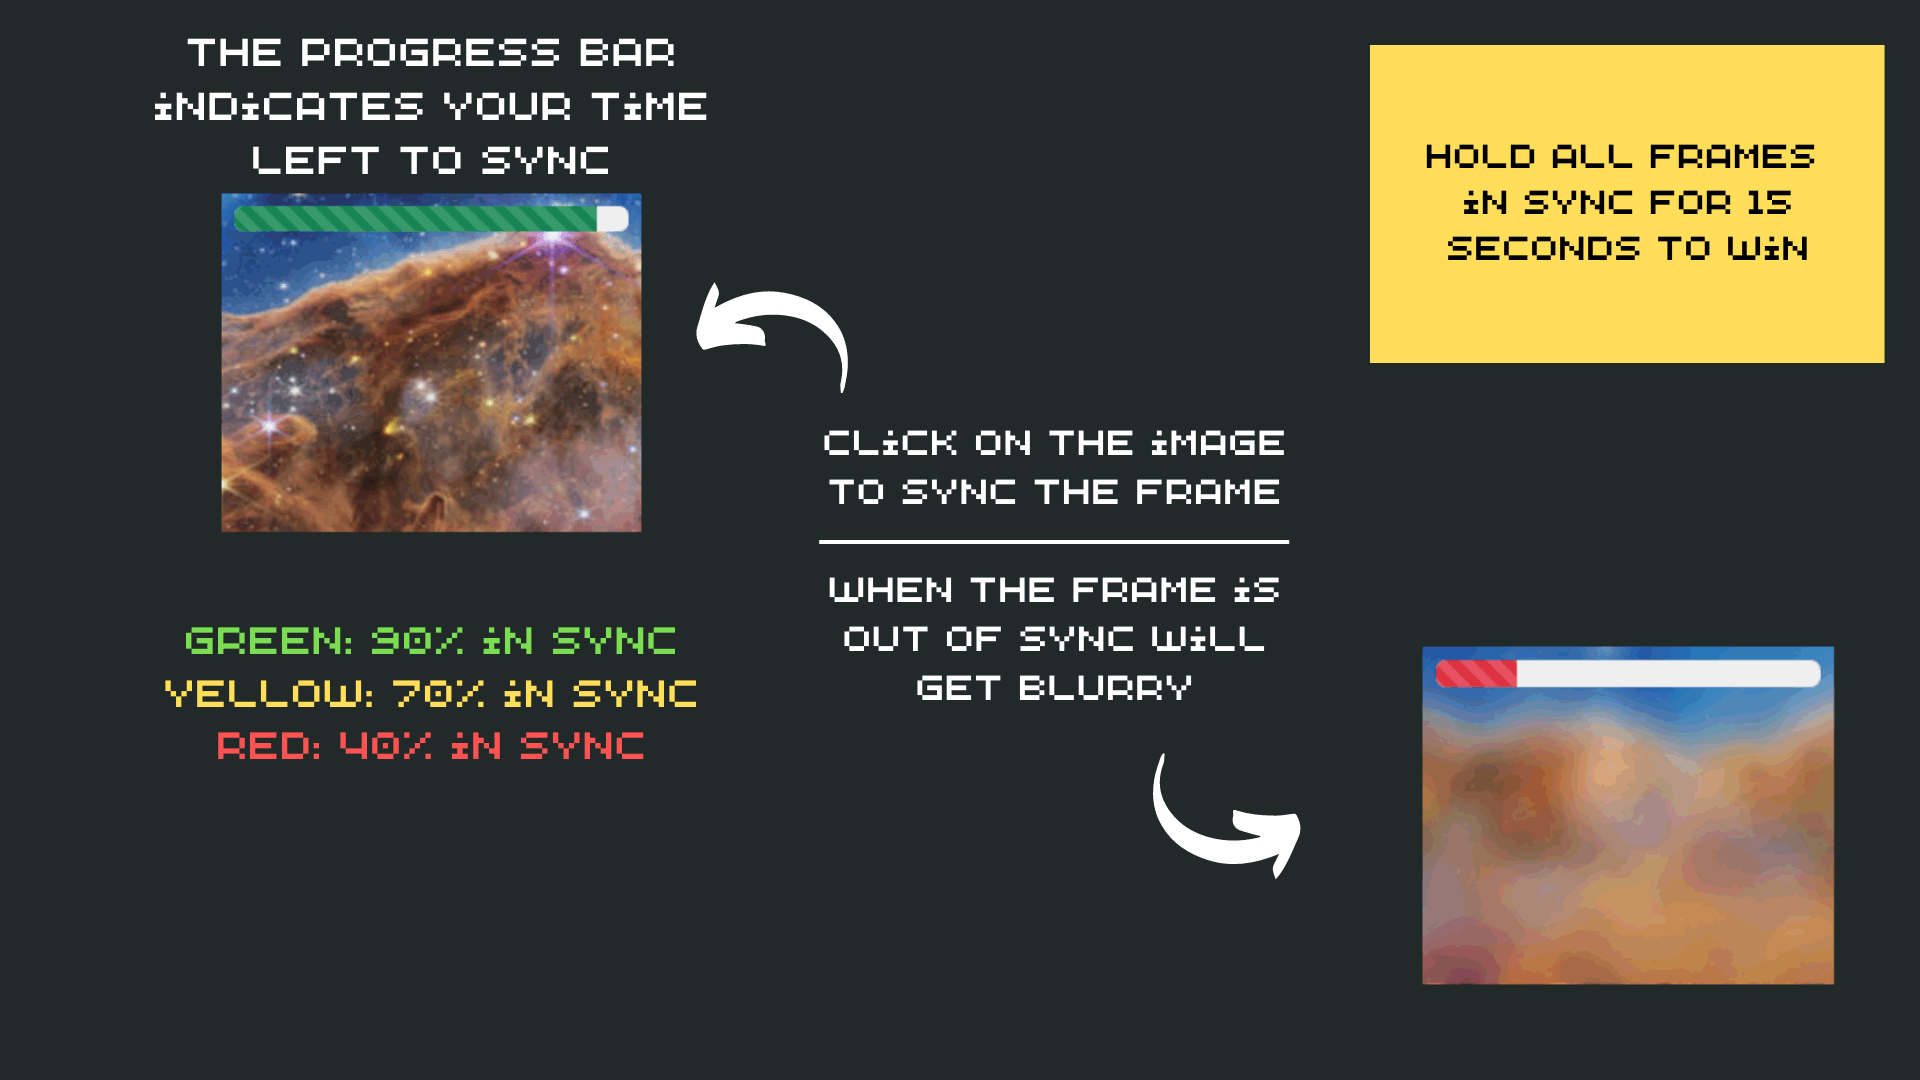 THE PROGRESS BAR
iNDiCATES YOUR TiME
LEFT TO SYNC
GREEN: 90% iN SYNC
YELLOW: 70% iN SYNC
RED: 40% iN SYNC
CLiCK ON THE iMAGE
TO SYNC THE FRAME
WHEN THE FRAME iS
OUT OF SYNC WiLL
GET BLURRY
HOLD ALL FRAMES
iN SYNC FOR 15
SECONDS TO WiN